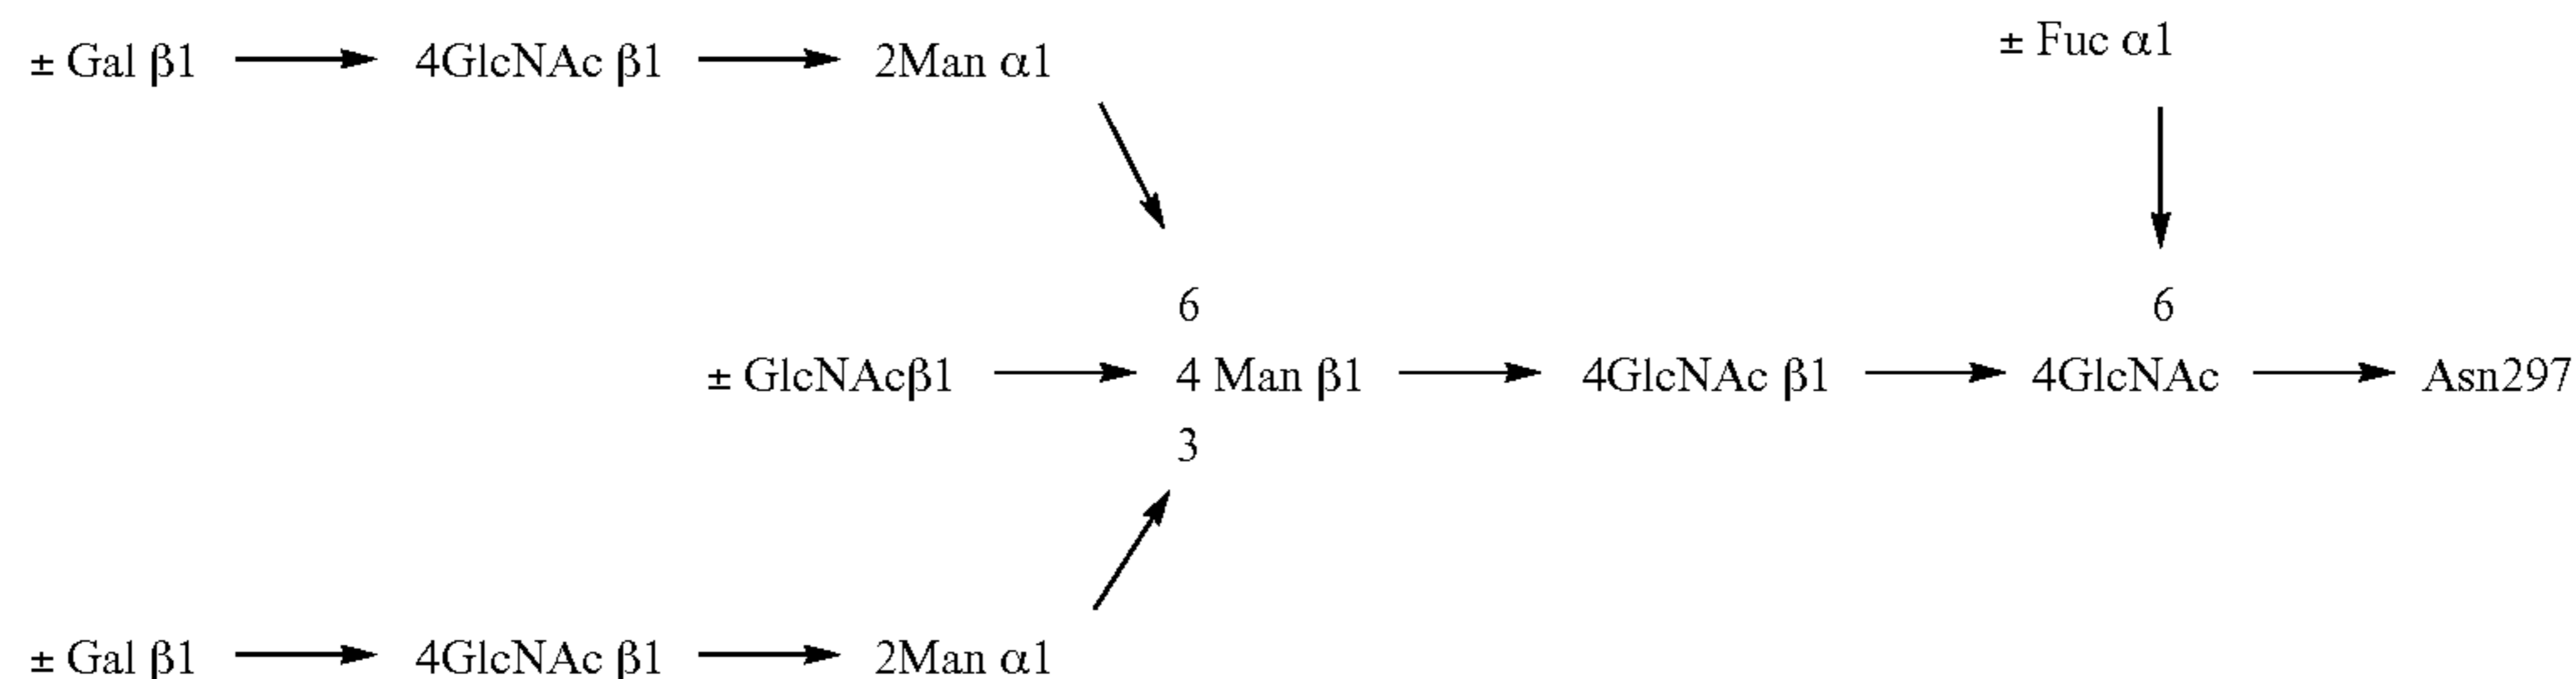 ± Fuc α1
± Gal β1 4GlcNAc β1 2Man α1
6 6
± GlcNAcβ1 4 Man β1 4GlcNAc β1 4GlcNAc Asn297
3
± Gal β1 4GlcNAc β1 2Man α1